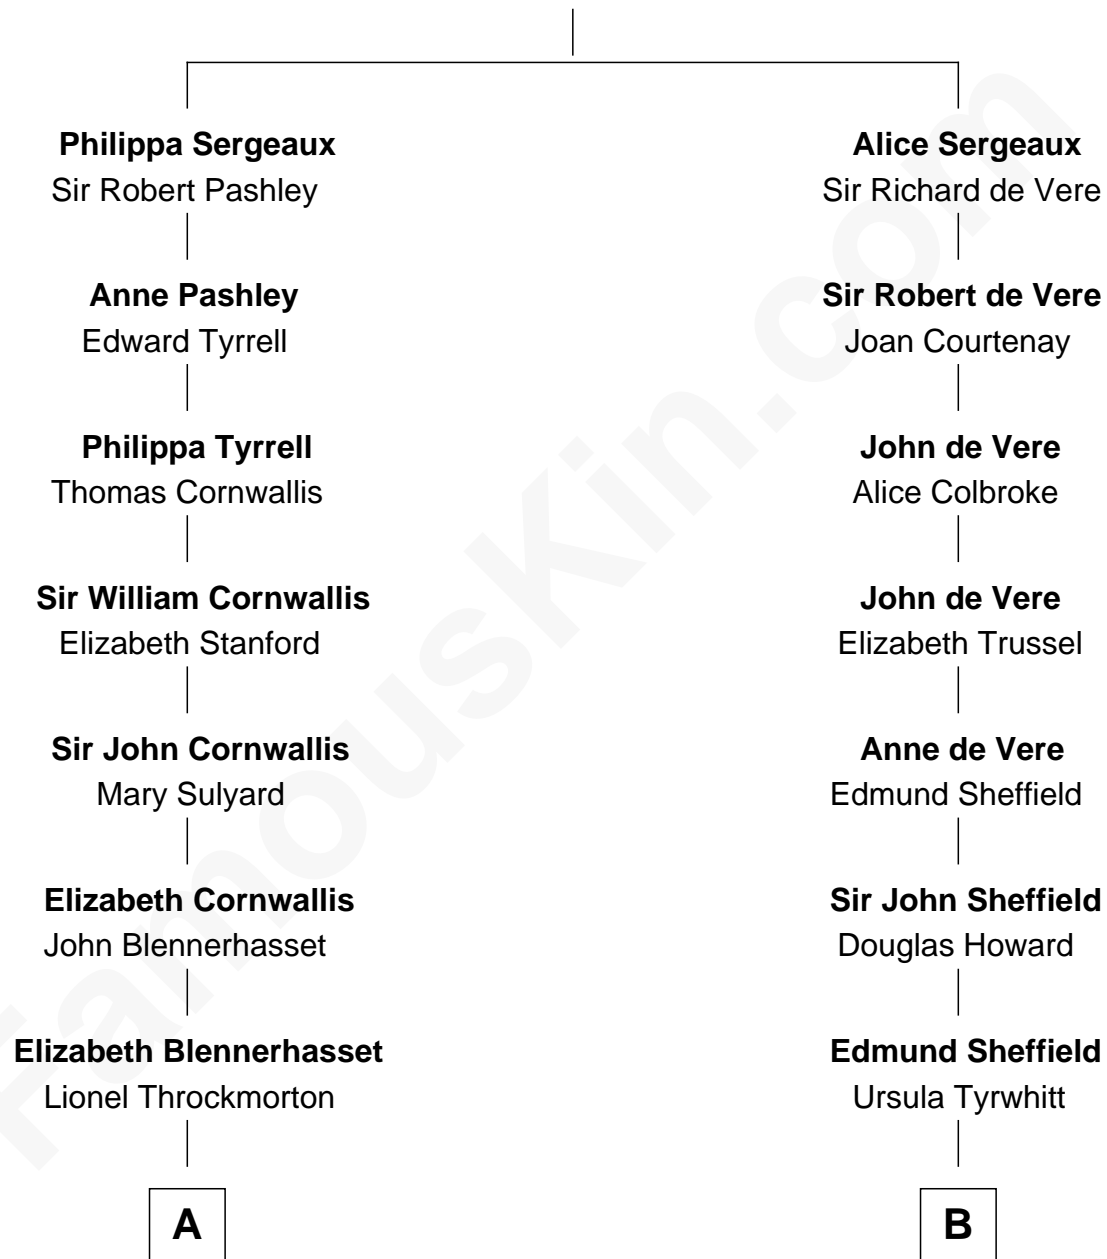 Philippa Sergeaux
Sir Robert Pashley
Anne Pashley
Edward Tyrrell
Philippa Tyrrell
Thomas Cornwallis
Sir William Cornwallis
Elizabeth Stanford
Sir John Cornwallis
Mary Sulyard
Elizabeth Cornwallis
John Blennerhasset
Elizabeth Blennerhasset
Lionel Throckmorton
A
Alice Sergeaux
Sir Richard de Vere
Sir Robert de Vere
Joan Courtenay
John de Vere
Alice Colbroke
John de Vere
Elizabeth Trussel
Anne de Vere
Edmund Sheffield
Sir John Sheffield
Douglas Howard
Edmund Sheffield
Ursula Tyrwhitt
B
FamousKin.com